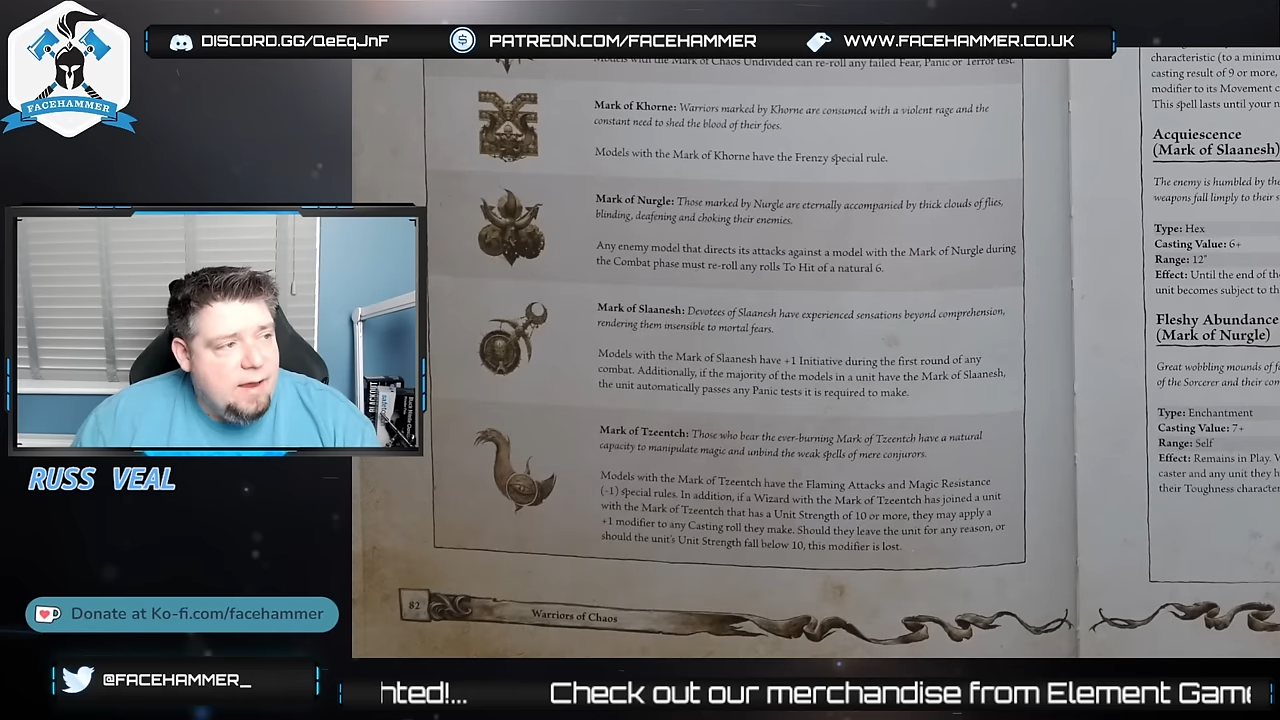 DISCORD.GG/QeEqJnF
PATREON.COM/FACEHAMMER
WWW.FACEHAMMER.CO.UK
FACEHAMMER
Models with the Mark of Chaos Undivided can re-roll any failed Fear, Panic or Terror test.
Mark of Khorne: Warriors marked by Khorne are consumed with a violent rage and the
constant need to shed the blood of their foes.
Models with the Mark of Khorne have the Frenzy special rule.
Mark of Nurgle: Those marked by Nurgle are eternally accompanied by thick clouds of flies,
blinding, deafening and choking their enemies.
Any enemy model that directs its attacks against a model with the Mark of Nurgle during
the Combat phase must re-roll any rolls To Hit of a natural 6.
Mark of Slaanesh: Devotees of Slaanesh have experienced sensations beyond comprehension,
rendering them insensible to mortal fears.
Models with the Mark of Slaanesh have +1 Initiative during the first round of any
combat. Additionally, if the majority of the models in a unit have the Mark of Slaanesh,
the unit automatically passes any Panic tests it is required to make.
Mark of Tzeentch: Those who bear the ever-burning Mark of Tzeentch have a natural
capacity to manipulate magic and unbind the weak spells of mere conjurors.
Models with the Mark of Tzeentch have the Flaming Attacks and Magic Resistance
(-1) special rules. In addition, if a Wizard with the Mark of Tzeentch has joined a unit
with the Mark of Tzeentch that has a Unit Strength of 10 or more, they may apply a
+1 modifier to any Casting roll they make. Should they leave the unit for any reason, or
should the unit's Unit Strength fall below 10, this modifier is lost.
82
Warriors of Chaos
characteristic (to a
casting result of 9 or more,
modifier to its Movement
This spell lasts until your
Acquiescence
(Mark of Slaanesh)
The enemy is humbled by the
weapons fall limply to their
Type: Hex
Casting Value: 6+
Range: 12"
Effect: Until the end of the
unit becomes subject to
Fleshy Abundance
(Mark of Nurgle)
Great wobbling mounds of
of the Sorcerer and their
Type: Enchantment
Casting Value: 7+
Range: Self
Effect: Remains in Play.
caster and any unit they
their Toughness
BLACKOUT
RUSS VEAL
Donate at Ko-fi.com/facehammer
@FACEHAMMER_
hted!... Check out our merchandise from Element Game